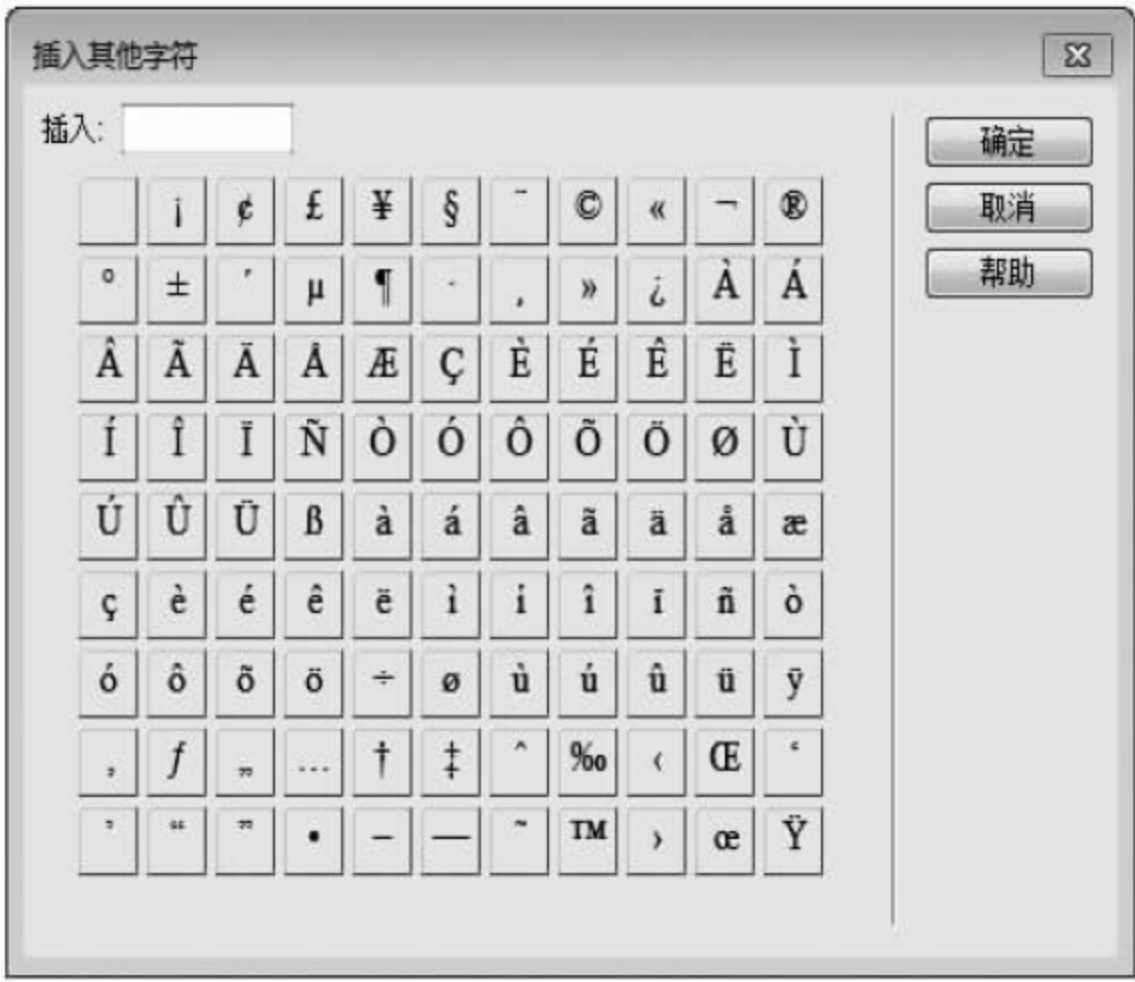 插入其他字符
插入:
确定
取消
帮助
¡ ¢ £ ¥ § ¨ © « ¬ ®
° ± ´ µ ¶ · ¸ » ¿ À Á
Â Ã Ä Å Æ Ç È É Ê Ë Ì
Í Î Ï Ñ Ò Ó Ô Õ Ö Ø Ù
Ú Û Ü ß à á â ã ä å æ
ç è é ê ë ì í î ï ñ ò
ó ô õ ö ÷ ø ù ú û ü ÿ
‚ ƒ „ … † ‡ ˆ ‰ ‹ Œ ‘
’ “ ” • – — ˜ ™ › œ Ÿ